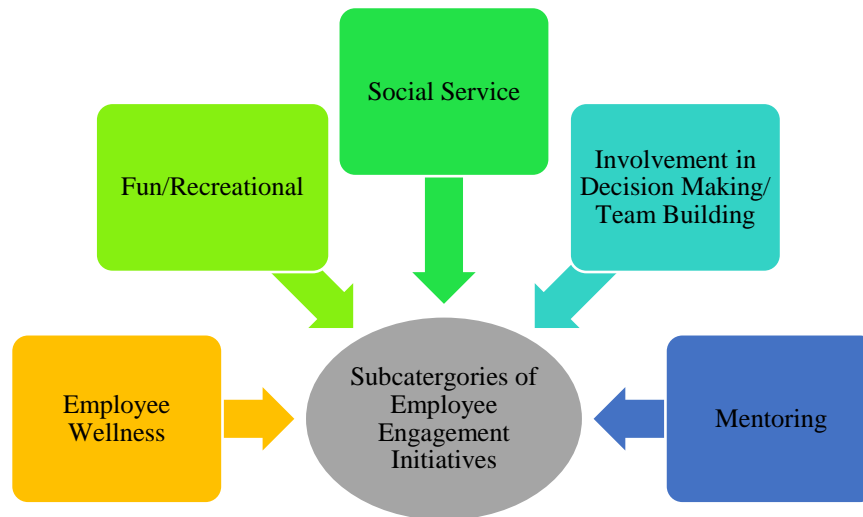 Social Service
Fun/Recreational
Involvement in
Decision Making/
Team Building
Employee
Wellness
Subcatergories of
Employee
Engagement
Initiatives
Mentoring